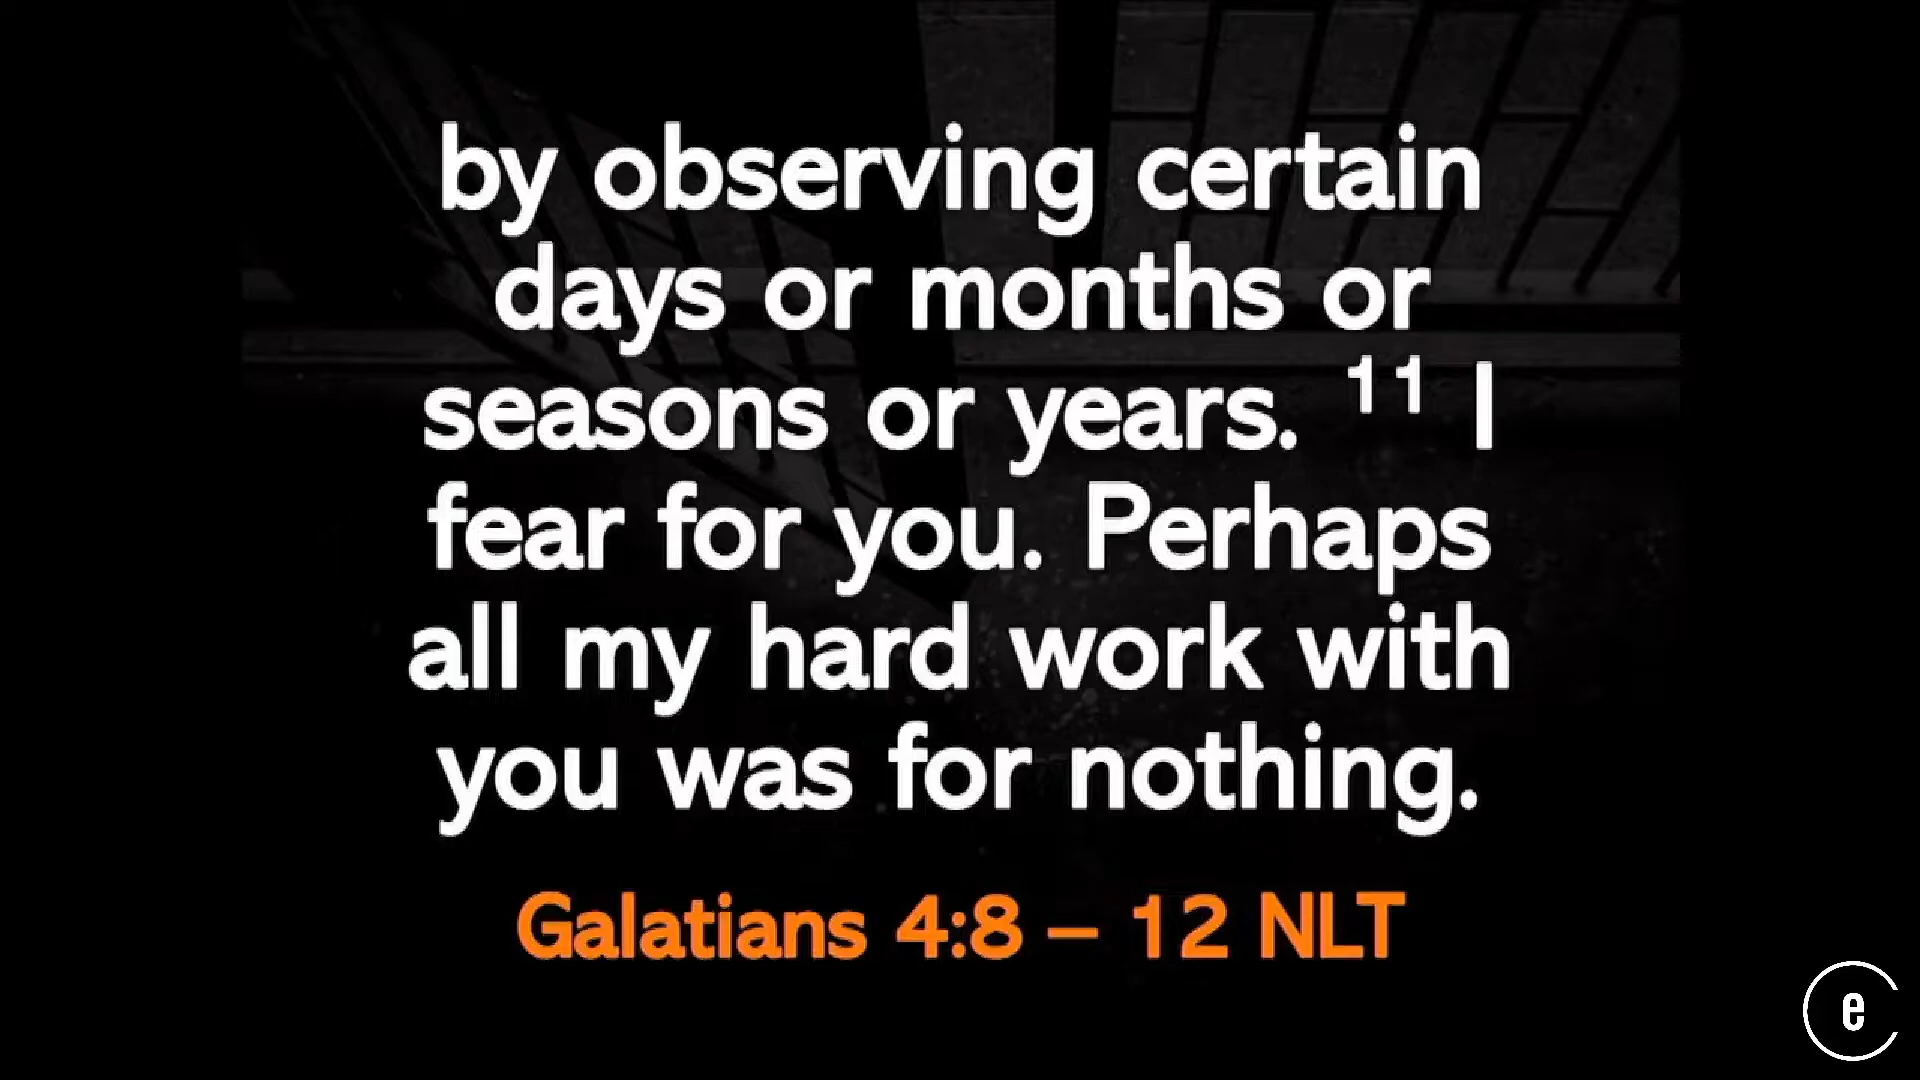 by observing certain
days or months or
seasons or years. ¹¹ I
fear for you. Perhaps
all my hard work with
you was for nothing.
Galatians 4:8 – 12 NLT
e